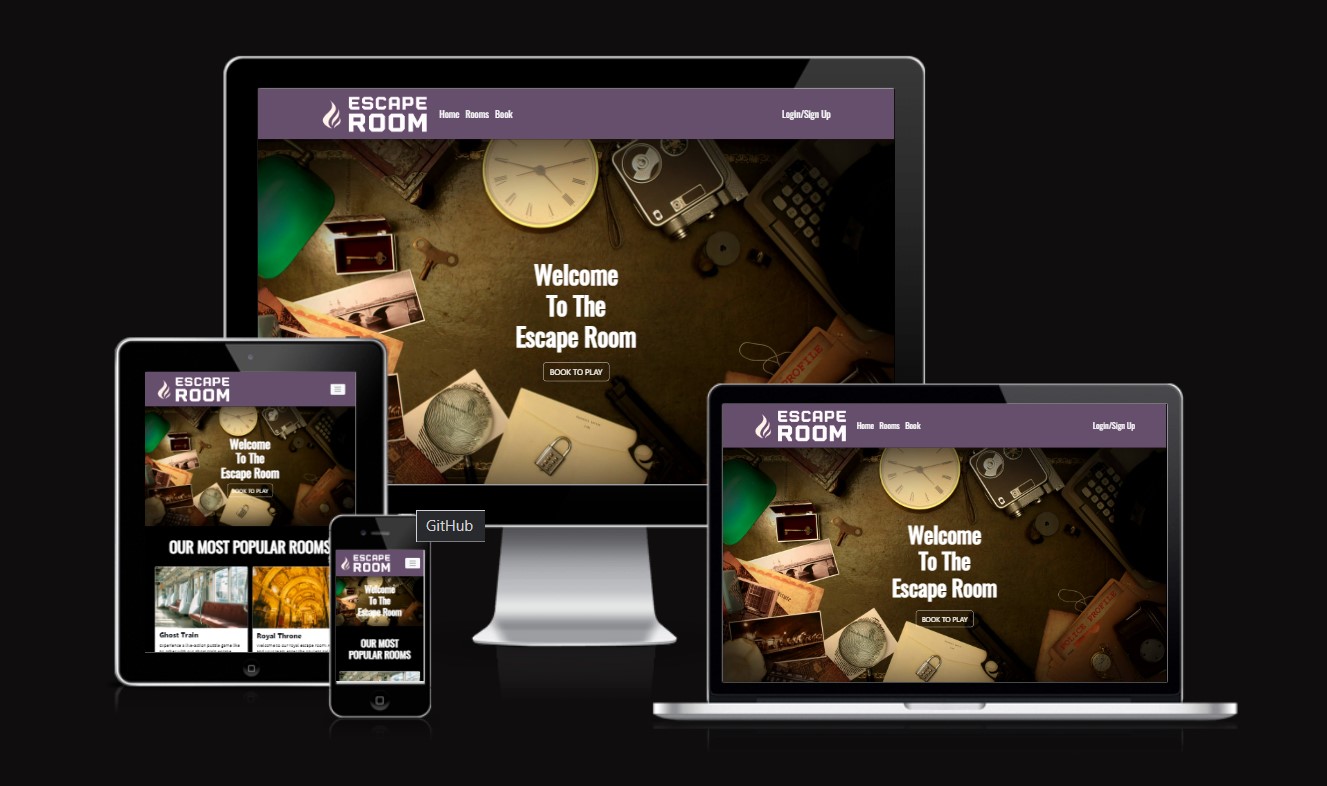 ESCAPE
ROOM
Home Rooms Book
Login/Sign Up
Welcome
To The
Escape Room
BOOK TO PLAY
PROFILE
ESCAPE
ROOM
Welcome
To The
Escape Room
BOOK TO PLAY
OUR MOST POPULAR ROOMS
Ghost Train
Royal Throne
GitHub
ESCAPE
ROOM
Welcome
To The
Escape Room
OUR MOST
POPULAR ROOMS
ESCAPE
ROOM
Home Rooms Book
Login/Sign Up
Welcome
To The
Escape Room
BOOK TO PLAY
PROFILE